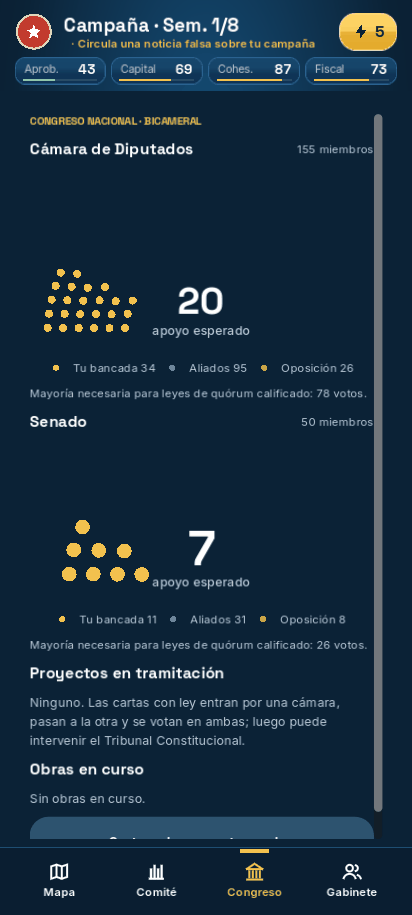 Campaña · Sem. 1/8
· Circula una noticia falsa sobre tu campaña
5
Aprob. 43
Capital 69
Cohes. 87
Fiscal 73
CONGRESO NACIONAL · BICAMERAL
Cámara de Diputados 155 miembros
20
apoyo esperado
Tu bancada 34 Aliados 95 Oposición 26
Mayoría necesaria para leyes de quórum calificado: 78 votos.
Senado 50 miembros
7
apoyo esperado
Tu bancada 11 Aliados 31 Oposición 8
Mayoría necesaria para leyes de quórum calificado: 26 votos.
Proyectos en tramitación
Ninguno. Las cartas con ley entran por una cámara,
pasan a la otra y se votan en ambas; luego puede
intervenir el Tribunal Constitucional.
Obras en curso
Sin obras en curso.
Mapa
Comité
Congreso
Gabinete